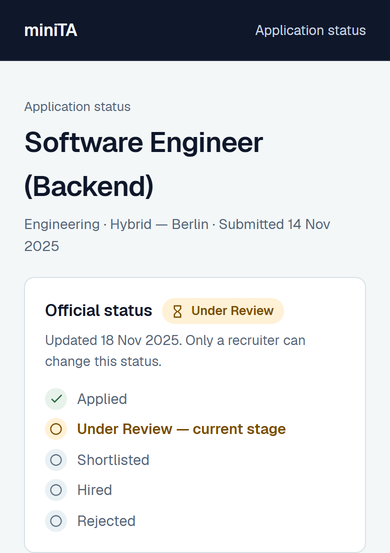 miniTA
Application status
Application status
Software Engineer
(Backend)
Engineering · Hybrid — Berlin · Submitted 14 Nov
2025
Official status
Under Review
Updated 18 Nov 2025. Only a recruiter can
change this status.
Applied
Under Review — current stage
Shortlisted
Hired
Rejected